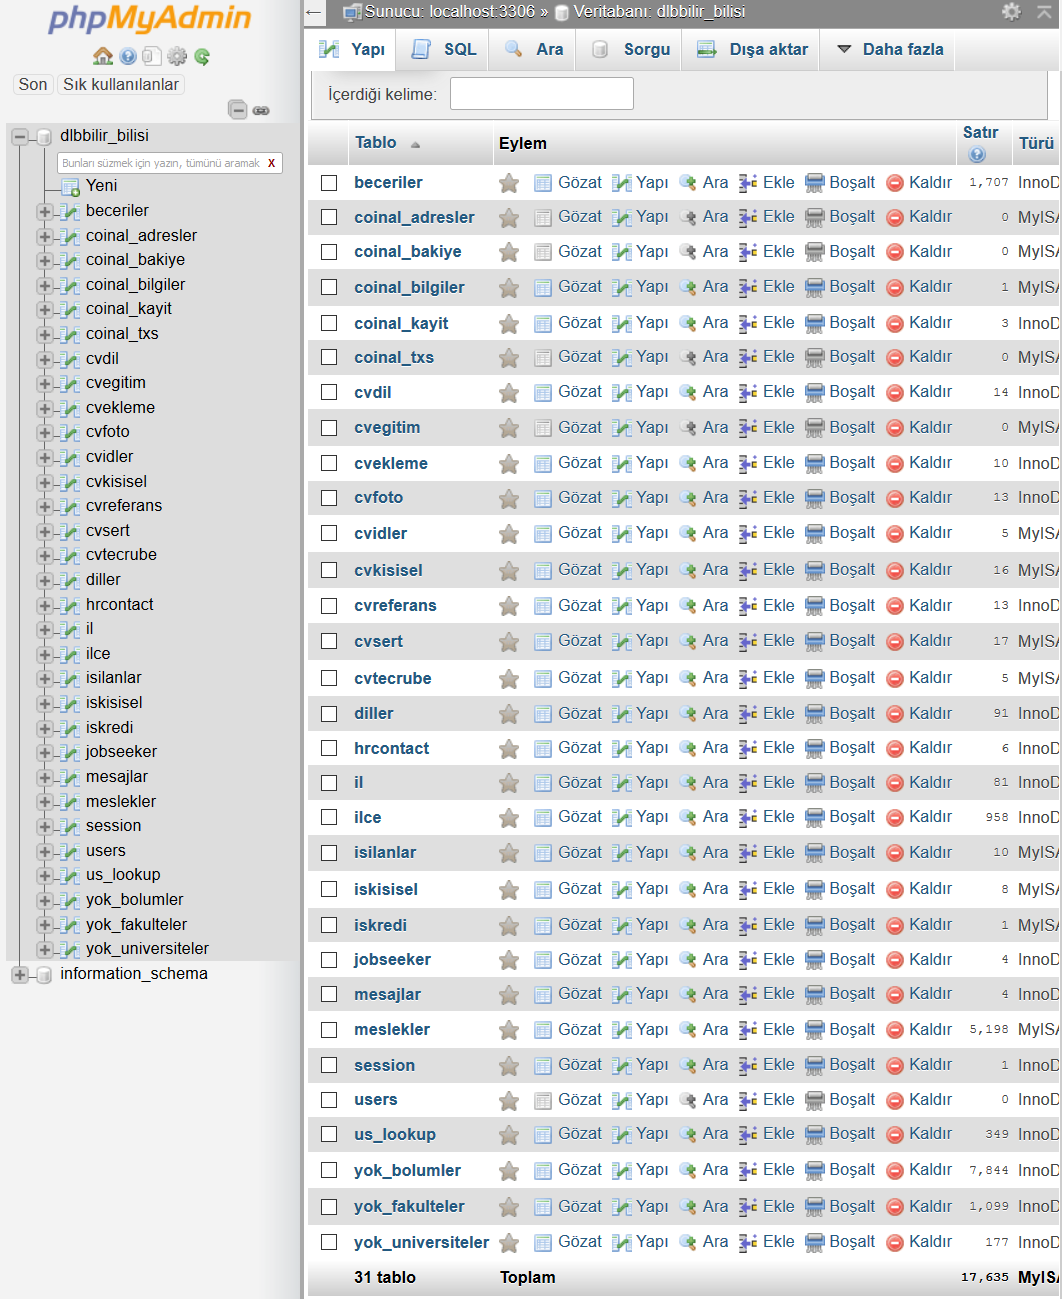 phpMyAdmin
Son Sık kullanılanlar
dlbbilir_bilisi
Bunları süzmek için yazın, tümünü aramak X
Yeni
beceriler
coinal_adresler
coinal_bakiye
coinal_bilgiler
coinal_kayit
coinal_txs
cvdil
cvegitim
cvekleme
cvfoto
cvidler
cvkisisel
cvreferans
cvsert
cvtecrube
diller
hrcontact
il
ilce
isilanlar
iskisisel
iskredi
jobseeker
mesajlar
meslekler
session
users
us_lookup
yok_bolumler
yok_fakulteler
yok_universiteler
information_schema
Sunucu: localhost:3306 » Veritabanı: dlbbilir_bilisi
Yapı SQL Ara Sorgu Dışa aktar Daha fazla
İçerdiği kelime:
Tablo Eylem Satır Türü
beceriler Gözat Yapı Ara Ekle Boşalt Kaldır 1,707 InnoD
coinal_adresler Gözat Yapı Ara Ekle Boşalt Kaldır 0 MyISA
coinal_bakiye Gözat Yapı Ara Ekle Boşalt Kaldır 0 MyISA
coinal_bilgiler Gözat Yapı Ara Ekle Boşalt Kaldır 1 MyISA
coinal_kayit Gözat Yapı Ara Ekle Boşalt Kaldır 3 InnoD
coinal_txs Gözat Yapı Ara Ekle Boşalt Kaldır 0 MyISA
cvdil Gözat Yapı Ara Ekle Boşalt Kaldır 14 InnoD
cvegitim Gözat Yapı Ara Ekle Boşalt Kaldır 0 MyISA
cvekleme Gözat Yapı Ara Ekle Boşalt Kaldır 10 InnoD
cvfoto Gözat Yapı Ara Ekle Boşalt Kaldır 13 InnoD
cvidler Gözat Yapı Ara Ekle Boşalt Kaldır 5 MyISA
cvkisisel Gözat Yapı Ara Ekle Boşalt Kaldır 16 MyISA
cvreferans Gözat Yapı Ara Ekle Boşalt Kaldır 13 InnoD
cvsert Gözat Yapı Ara Ekle Boşalt Kaldır 17 MyISA
cvtecrube Gözat Yapı Ara Ekle Boşalt Kaldır 5 MyISA
diller Gözat Yapı Ara Ekle Boşalt Kaldır 91 InnoD
hrcontact Gözat Yapı Ara Ekle Boşalt Kaldır 6 InnoD
il Gözat Yapı Ara Ekle Boşalt Kaldır 81 InnoD
ilce Gözat Yapı Ara Ekle Boşalt Kaldır 958 InnoD
isilanlar Gözat Yapı Ara Ekle Boşalt Kaldır 10 MyISA
iskisisel Gözat Yapı Ara Ekle Boşalt Kaldır 8 MyISA
iskredi Gözat Yapı Ara Ekle Boşalt Kaldır 1 MyISA
jobseeker Gözat Yapı Ara Ekle Boşalt Kaldır 4 InnoD
mesajlar Gözat Yapı Ara Ekle Boşalt Kaldır 4 InnoD
meslekler Gözat Yapı Ara Ekle Boşalt Kaldır 5,198 MyISA
session Gözat Yapı Ara Ekle Boşalt Kaldır 1 InnoD
users Gözat Yapı Ara Ekle Boşalt Kaldır 0 MyISA
us_lookup Gözat Yapı Ara Ekle Boşalt Kaldır 349 InnoD
yok_bolumler Gözat Yapı Ara Ekle Boşalt Kaldır 7,844 InnoD
yok_fakulteler Gözat Yapı Ara Ekle Boşalt Kaldır 1,099 InnoD
yok_universiteler Gözat Yapı Ara Ekle Boşalt Kaldır 177 InnoD
31 tablo Toplam 17,635 MyISA